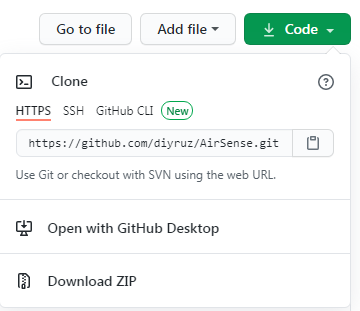 Go to file Add file Code
Clone
HTTPS SSH GitHub CLI New
https://github.com/diyruz/AirSense.git
Use Git or checkout with SVN using the web URL.
Open with GitHub Desktop
Download ZIP